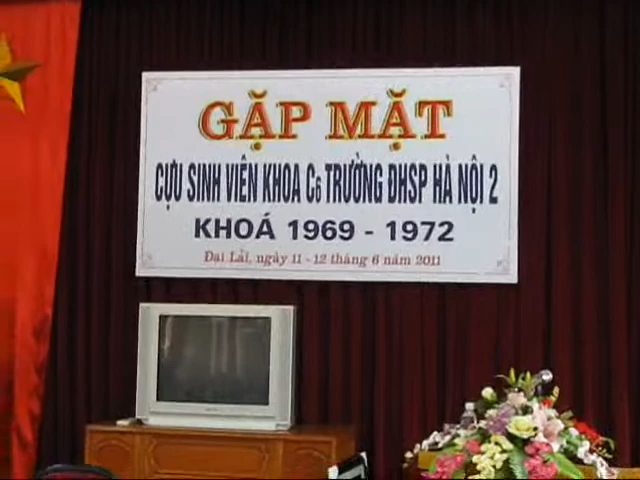 GẶP MẶT
CỰU SINH VIÊN KHOA C6 TRƯỜNG ĐHSP HÀ NỘI 2
KHOÁ 1969 - 1972
Đại Lải, ngày 11 - 12 tháng 6 năm 2011